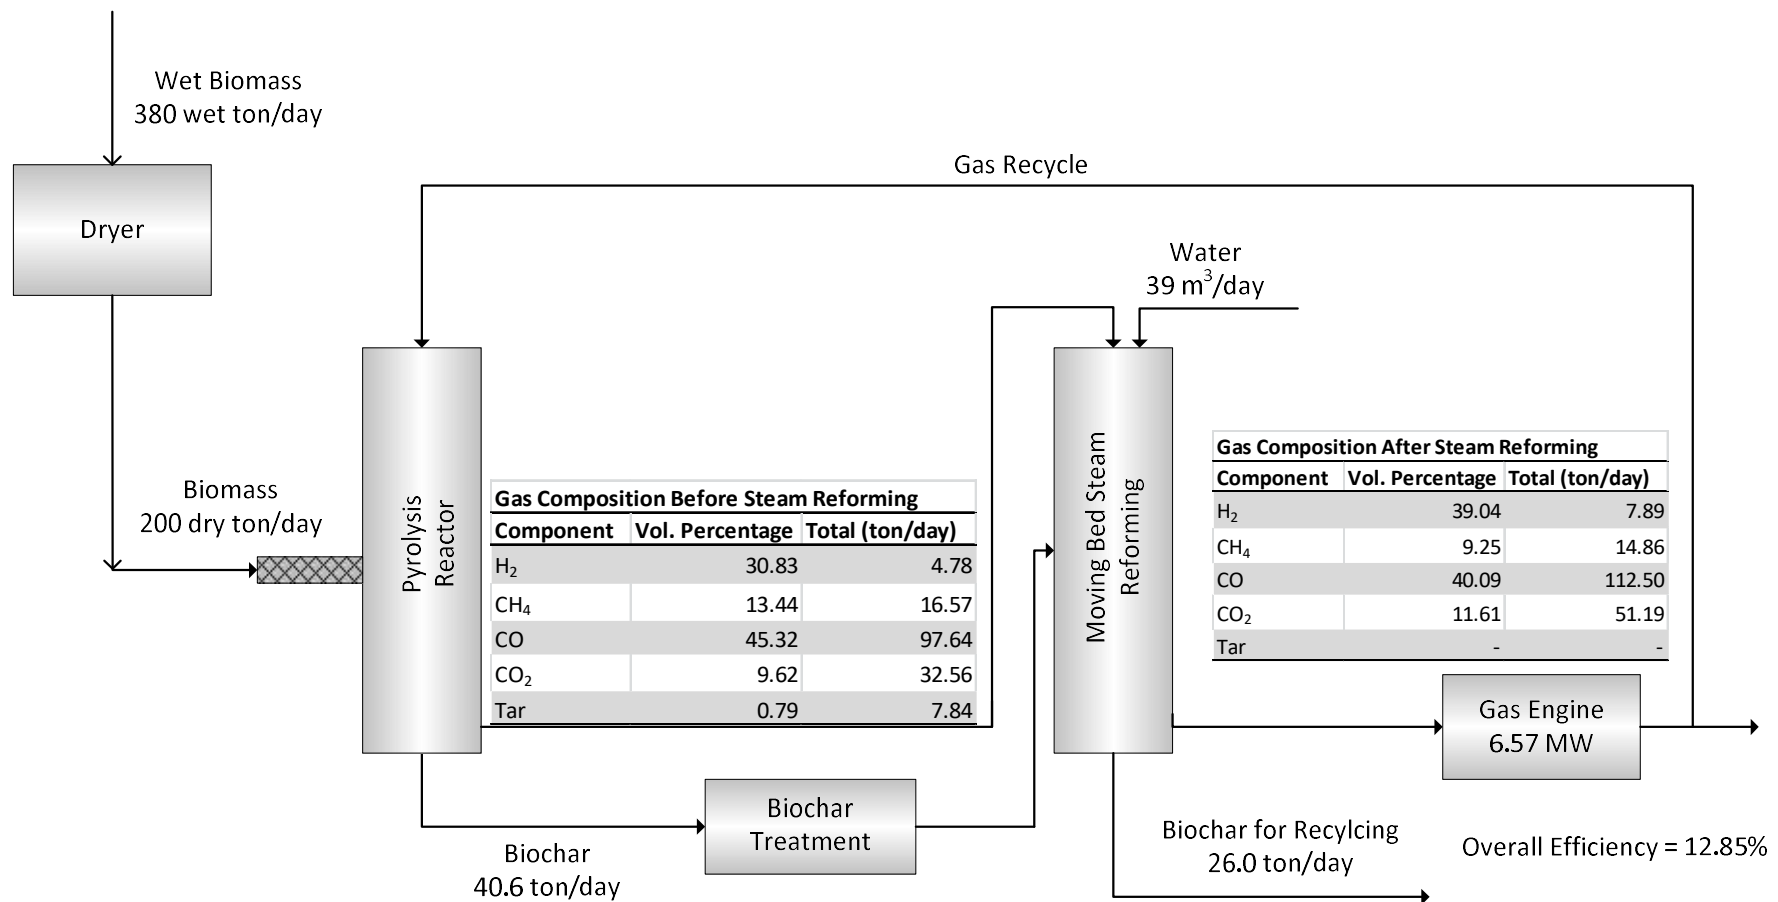 Wet Biomass
380 wet ton/day
Dryer
Gas Recycle
Water
39 m³/day
Biomass
200 dry ton/day
Pyrolysis
Reactor
Gas Composition Before Steam Reforming
Component Vol. Percentage Total (ton/day)
H₂ 30.83 4.78
CH₄ 13.44 16.57
CO 45.32 97.64
CO₂ 9.62 32.56
Tar 0.79 7.84
Moving Bed Steam
Reforming
Gas Composition After Steam Reforming
Component Vol. Percentage Total (ton/day)
H₂ 39.04 7.89
CH₄ 9.25 14.86
CO 40.09 112.50
CO₂ 11.61 51.19
Tar - -
Gas Engine
6.57 MW
Biochar
Treatment
Biochar
40.6 ton/day
Biochar for Recylcing
26.0 ton/day
Overall Efficiency = 12.85%